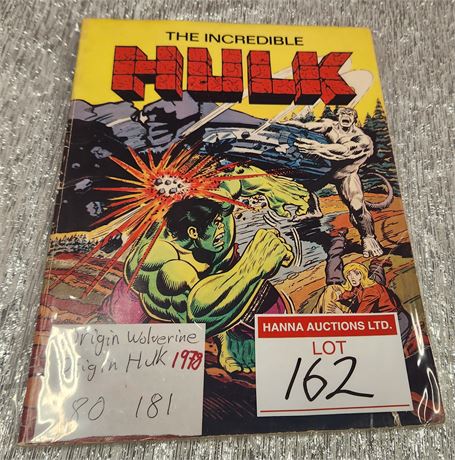 THE INCREDIBLE
HULK
HANNA AUCTIONS LTD.
LOT
162
origin Wolverine
origin Hulk 1978
180 181